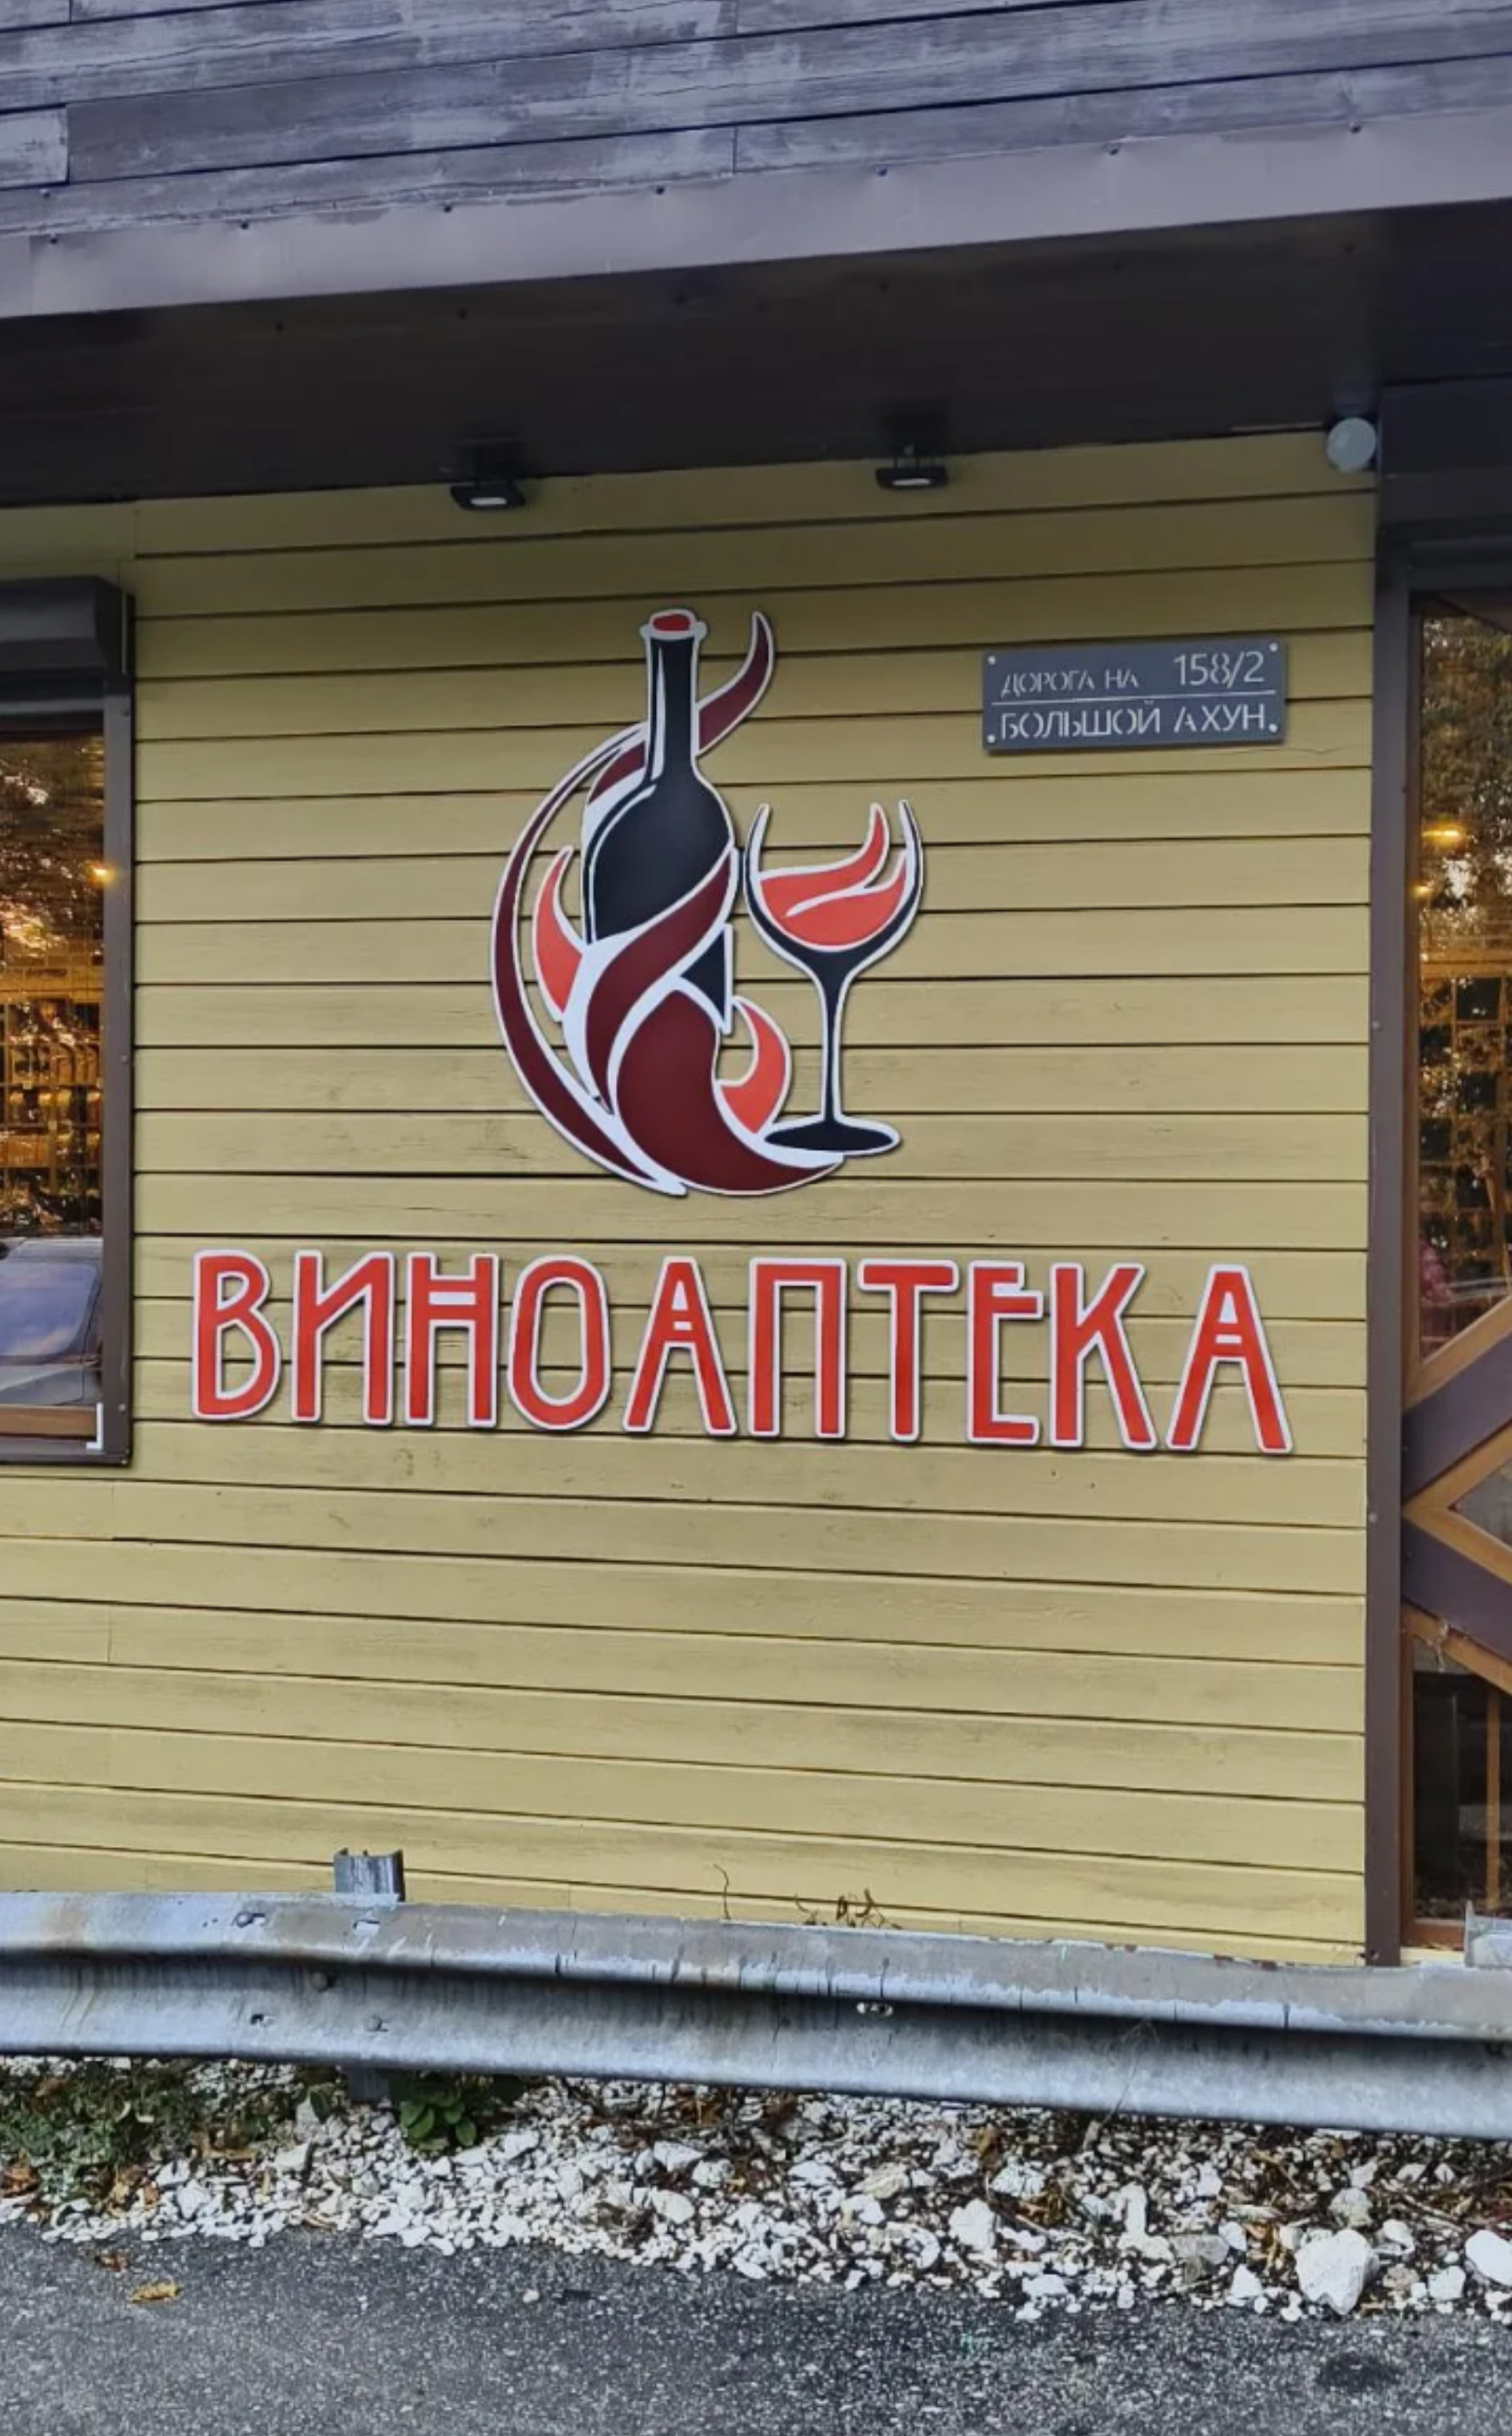 ДОРОГА НА 158/2
БОЛЬШОЙ АХУН
ВИНОАПТЕКА